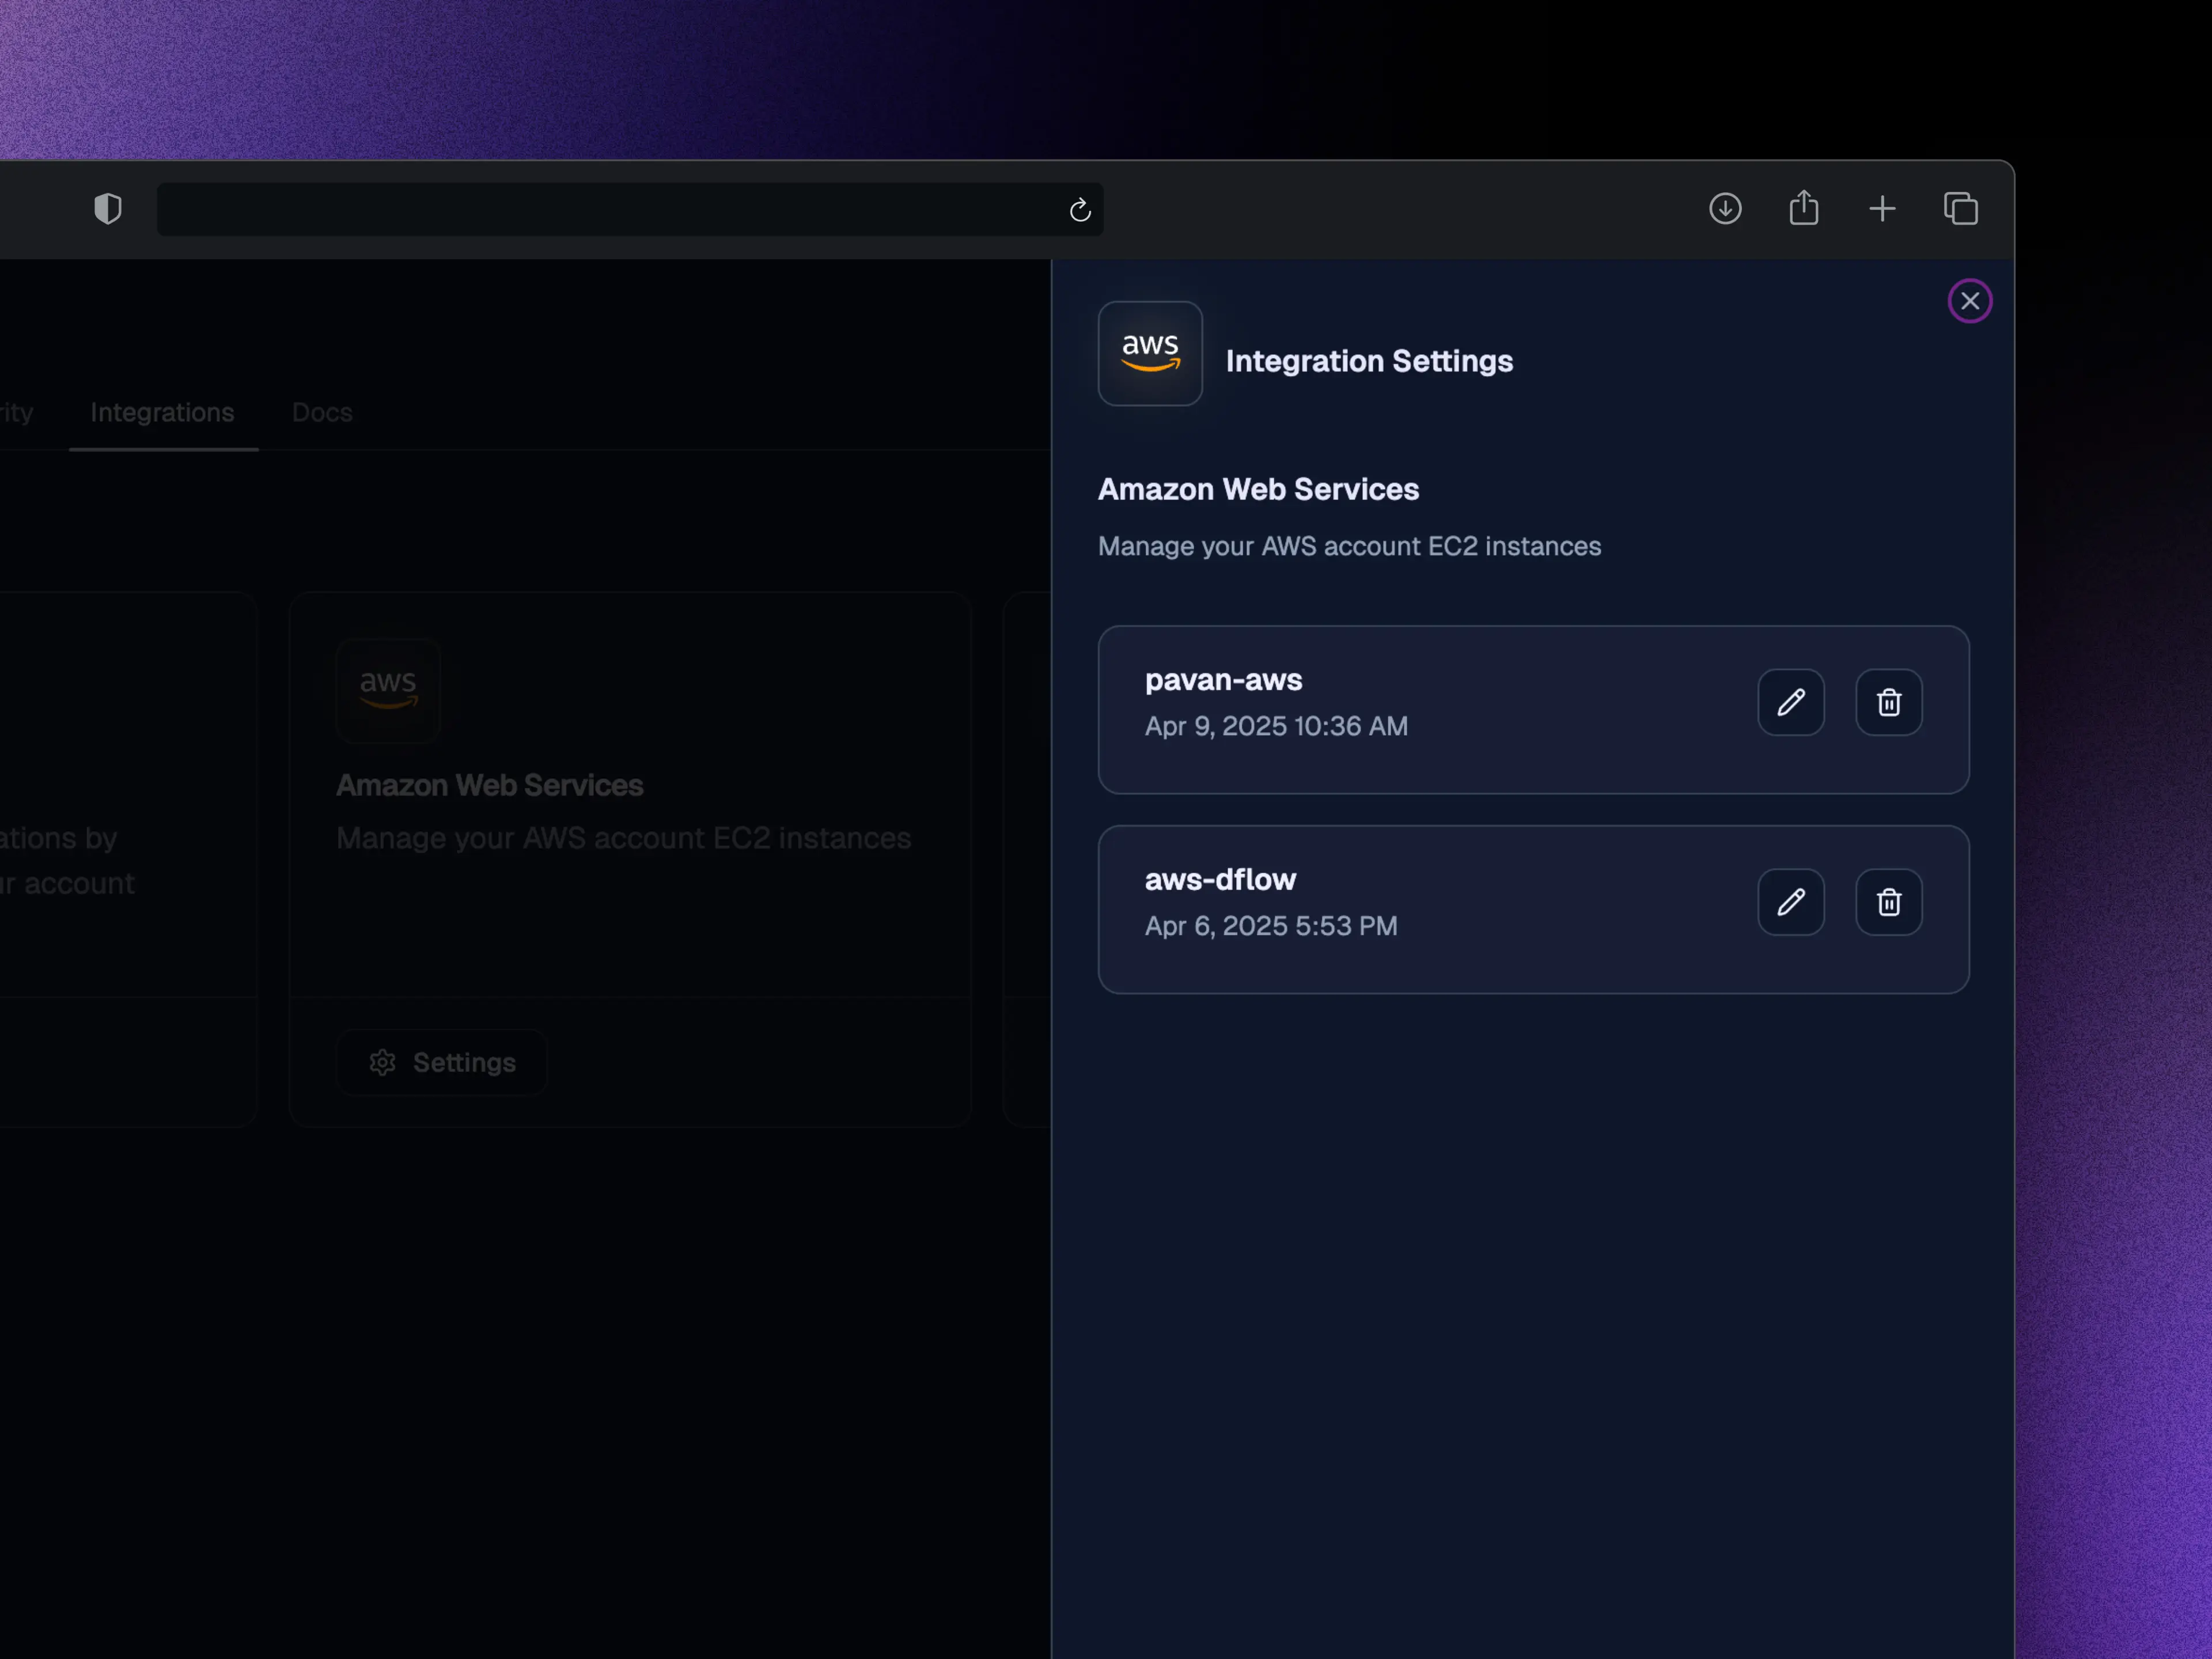 Integrations
Docs
aws
Amazon Web Services
Manage your AWS account EC2 instances
ations by
account
Settings
aws
Integration Settings
Amazon Web Services
Manage your AWS account EC2 instances
pavan-aws
Apr 9, 2025 10:36 AM
aws-dflow
Apr 6, 2025 5:53 PM